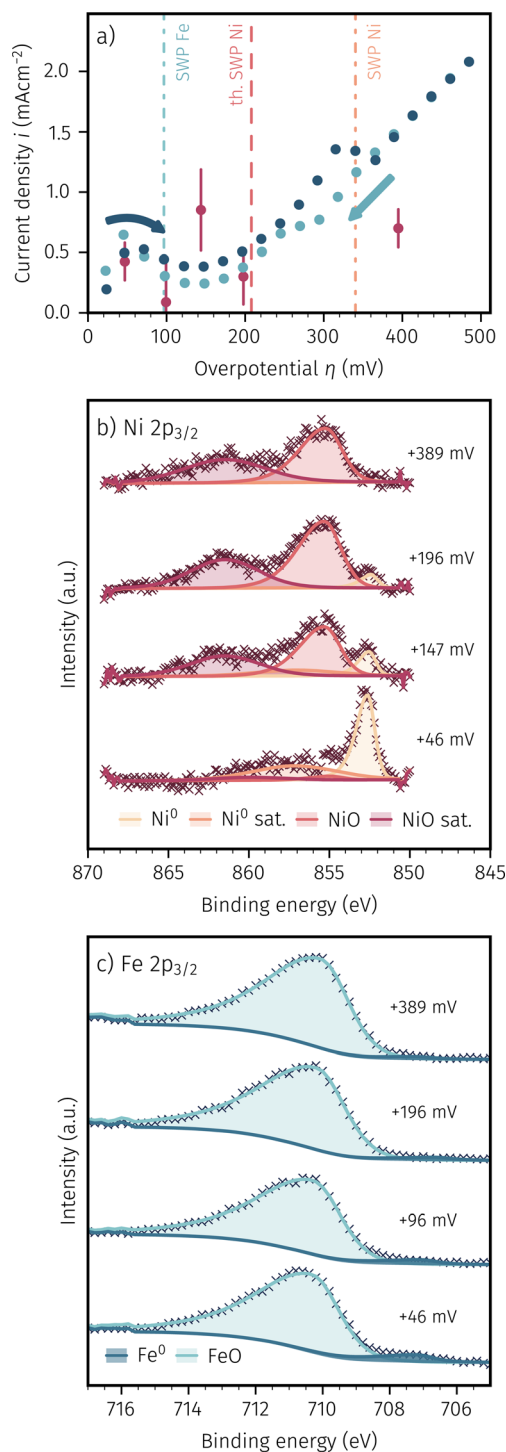 a)
SWP Fe
th. SWP Ni
SWP Ni
Current density i (mAcm⁻²)
2.0
1.5
1.0
0.5
0.0
0 100 200 300 400 500
Overpotential η (mV)
b) Ni 2p₃/₂
+389 mV
+196 mV
+147 mV
+46 mV
Intensity (a.u.)
Ni⁰ Ni⁰ sat. NiO NiO sat.
870 865 860 855 850 845
Binding energy (eV)
c) Fe 2p₃/₂
+389 mV
+196 mV
+96 mV
+46 mV
Intensity (a.u.)
Fe⁰ FeO
716 714 712 710 708 706
Binding energy (eV)